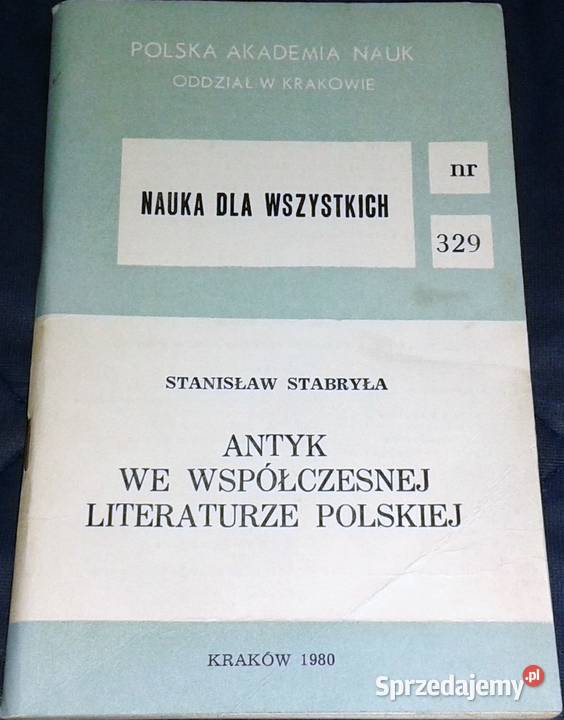 POLSKA AKADEMIA NAUK
ODDZIAŁ W KRAKOWIE
NAUKA DLA WSZYSTKICH
nr
329
STANISŁAW STABRYŁA
ANTYK
WE WSPÓŁCZESNEJ
LITERATURZE POLSKIEJ
KRAKÓW 1980
Sprzedajemy.pl